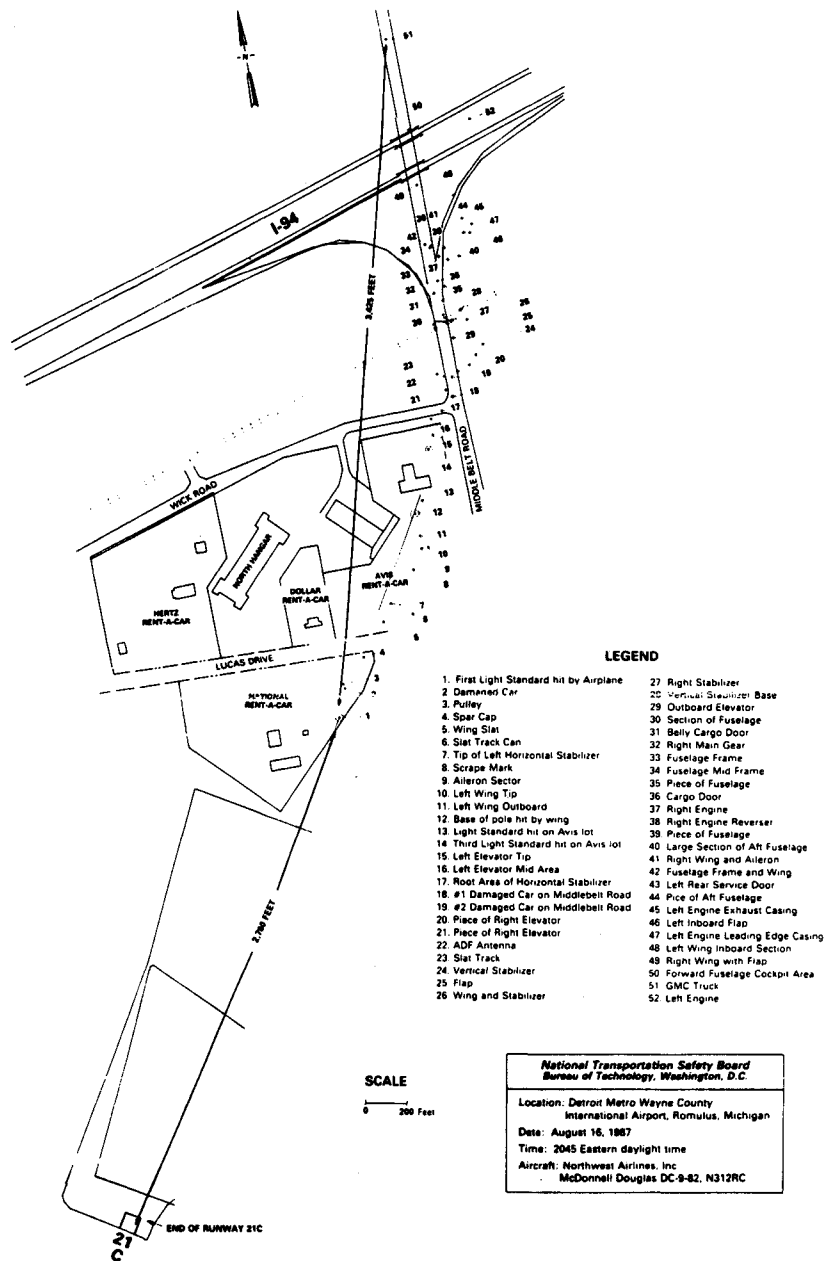 -N-
51
50
52
I-94
49
48
44
45
39
41
47
42
38
46
34
40
37
33
36
32
35
28
31
27
26
30
25
29
24
3,425 FEET
23
20
22
19
21
18
17
16
15
WICK ROAD
MIDDLE BELT ROAD
14
13
12
11
NORTH HANGAR
10
AVIS
RENT-A-CAR
9
DOLLAR
RENT-A-CAR
8
HERTZ
RENT-A-CAR
7
6
5
LUCAS DRIVE
4
3
NATIONAL
RENT-A-CAR
2
1
2,760 FEET
END OF RUNWAY 21C
21
C
LEGEND
1. First Light Standard hit by Airplane
2 Damaged Car
3. Pulley
4. Spar Cap
5. Wing Slat
6. Slat Track Can
7. Tip of Left Horizontal Stabilizer
8. Scrape Mark
9. Aileron Sector
10. Left Wing Tip
11. Left Wing Outboard
12. Base of pole hit by wing
13. Light Standard hit on Avis lot
14 Third Light Standard hit on Avis lot
15. Left Elevator Tip
16. Left Elevator Mid Area
17. Root Area of Horizontal Stabilizer
18. #1 Damaged Car on Middlebelt Road
19. #2 Damaged Car on Middlebelt Road
20. Piece of Right Elevator
21. Piece of Right Elevator
22. ADF Antenna
23. Slat Track
24. Vertical Stabilizer
25 Flap
26 Wing and Stabilizer
27 Right Stabilizer
28 Vertical Stabilizer Base
29 Outboard Elevator
30 Section of Fuselage
31 Belly Cargo Door
32 Right Main Gear
33 Fuselage Frame
34 Fuselage Mid Frame
35 Piece of Fuselage
36 Cargo Door
37 Right Engine
38 Right Engine Reverser
39. Piece of Fuselage
40 Large Section of Aft Fuselage
41 Right Wing and Aileron
42 Fuselage Frame and Wing
43 Left Rear Service Door
44 Pice of Aft Fuselage
45 Left Engine Exhaust Casing
46 Left Inboard Flap
47 Left Engine Leading Edge Casing
48 Left Wing Inboard Section
49 Right Wing with Flap
50 Forward Fuselage Cockpit Area
51 GMC Truck
52 Left Engine
SCALE
0 200 Feet
National Transportation Safety Board
Bureau of Technology, Washington, D.C.
Location: Detroit Metro Wayne County
International Airport, Romulus, Michigan
Date: August 16, 1987
Time: 2045 Eastern daylight time
Aircraft: Northwest Airlines, Inc
McDonnell Douglas DC-9-82, N312RC